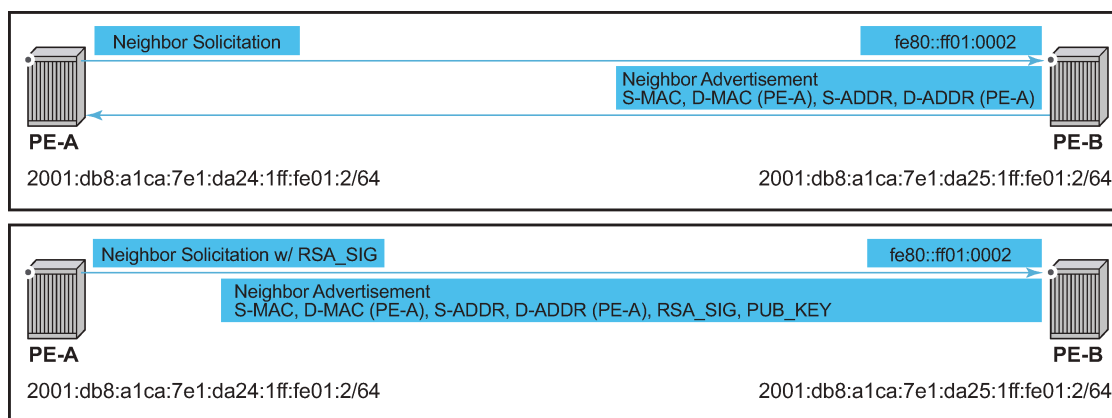 Neighbor Solicitation
fe80::ff01:0002
Neighbor Advertisement
S-MAC, D-MAC (PE-A), S-ADDR, D-ADDR (PE-A)
PE-A
PE-B
2001:db8:a1ca:7e1:da24:1ff:fe01:2/64
2001:db8:a1ca:7e1:da25:1ff:fe01:2/64
Neighbor Solicitation w/ RSA_SIG
fe80::ff01:0002
Neighbor Advertisement
S-MAC, D-MAC (PE-A), S-ADDR, D-ADDR (PE-A), RSA_SIG, PUB_KEY
PE-A
PE-B
2001:db8:a1ca:7e1:da24:1ff:fe01:2/64
2001:db8:a1ca:7e1:da25:1ff:fe01:2/64